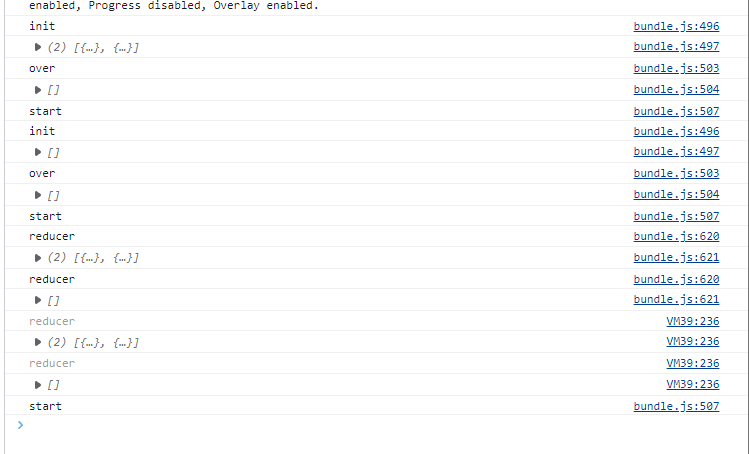 enabled, Progress disabled, Overlay enabled.
init bundle.js:496
(2) [{…}, {…}] bundle.js:497
over bundle.js:503
[] bundle.js:504
start bundle.js:507
init bundle.js:496
[] bundle.js:497
over bundle.js:503
[] bundle.js:504
start bundle.js:507
reducer bundle.js:620
(2) [{…}, {…}] bundle.js:621
reducer bundle.js:620
[] bundle.js:621
reducer VM39:236
(2) [{…}, {…}] VM39:236
reducer VM39:236
[] VM39:236
start bundle.js:507